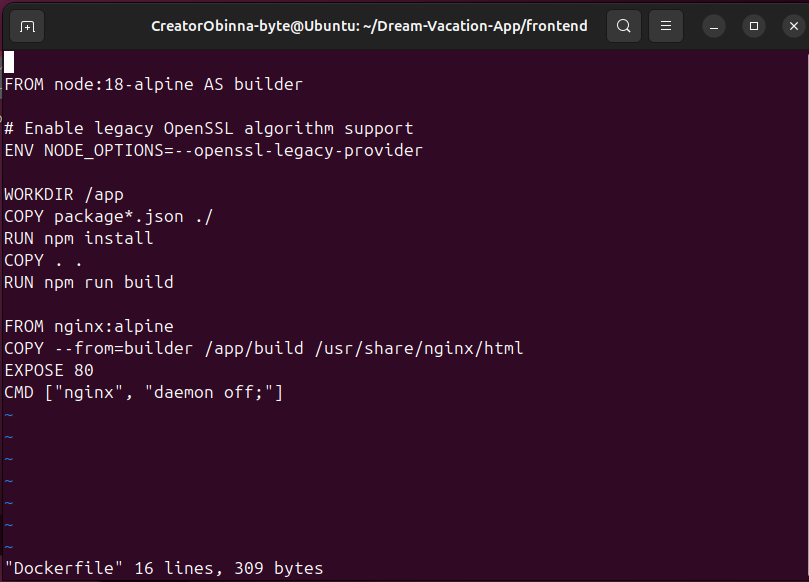 CreatorObinna-byte@Ubuntu: ~/Dream-Vacation-App/frontend
FROM node:18-alpine AS builder
# Enable legacy OpenSSL algorithm support
ENV NODE_OPTIONS=--openssl-legacy-provider
WORKDIR /app
COPY package*.json ./
RUN npm install
COPY . .
RUN npm run build
FROM nginx:alpine
COPY --from=builder /app/build /usr/share/nginx/html
EXPOSE 80
CMD ["nginx", "daemon off;"]
~
~
~
~
~
~
~
"Dockerfile" 16 lines, 309 bytes